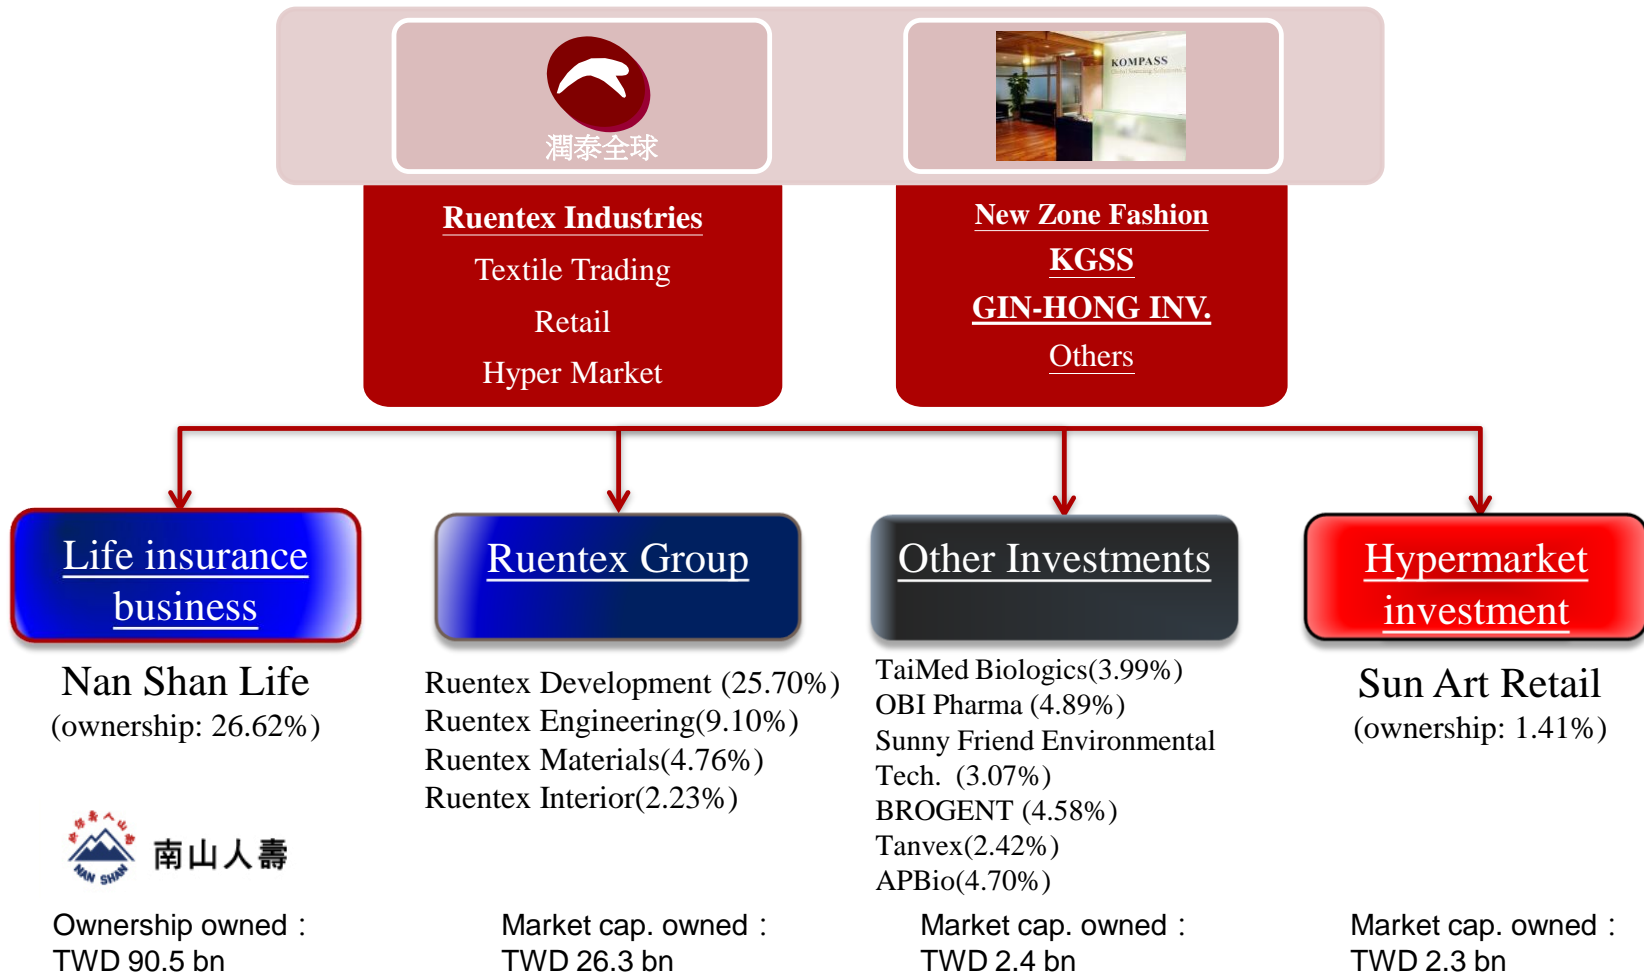 潤泰全球
KOMPASS
Ruentex Industries
Textile Trading
Retail
Hyper Market
New Zone Fashion
KGSS
GIN-HONG INV.
Others
Life insurance
business
Nan Shan Life
(ownership: 26.62%)
NAN SHAN
南山人壽
Ownership owned：
TWD 90.5 bn
Ruentex Group
Ruentex Development (25.70%)
Ruentex Engineering(9.10%)
Ruentex Materials(4.76%)
Ruentex Interior(2.23%)
Market cap. owned：
TWD 26.3 bn
Other Investments
TaiMed Biologics(3.99%)
OBI Pharma (4.89%)
Sunny Friend Environmental
Tech. (3.07%)
BROGENT (4.58%)
Tanvex(2.42%)
APBio(4.70%)
Market cap. owned：
TWD 2.4 bn
Hypermarket
investment
Sun Art Retail
(ownership: 1.41%)
Market cap. owned：
TWD 2.3 bn